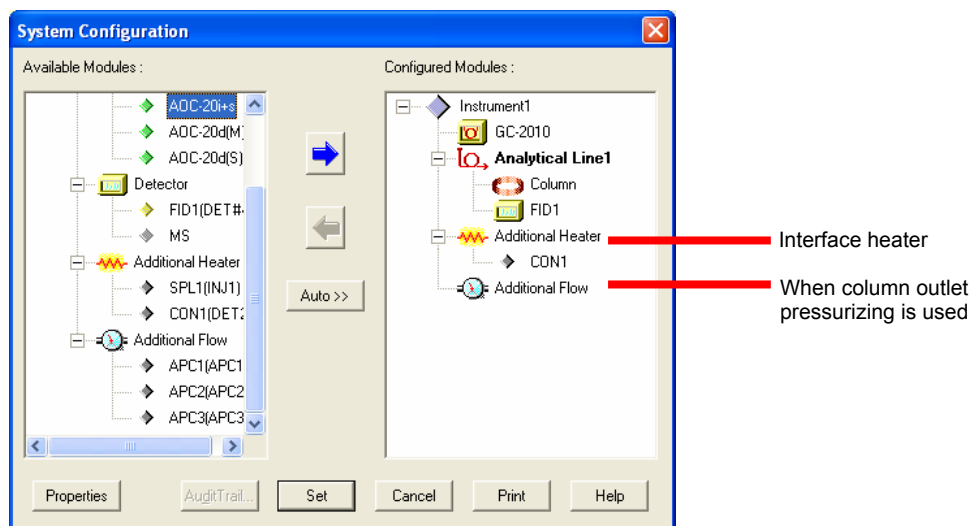 System Configuration
Available Modules :
AOC-20i+s
AOC-20d(M)
AOC-20d(S)
Detector
FID1(DET#
MS
Additional Heater
SPL1(INJ1)
CON1(DET2
Additional Flow
APC1(APC1
APC2(APC2
APC3(APC3
Auto >>
Configured Modules :
Instrument1
GC-2010
Analytical Line1
Column
FID1
Additional Heater
CON1
Additional Flow
Interface heater
When column outlet
pressurizing is used
Properties
AuditTrail...
Set
Cancel
Print
Help